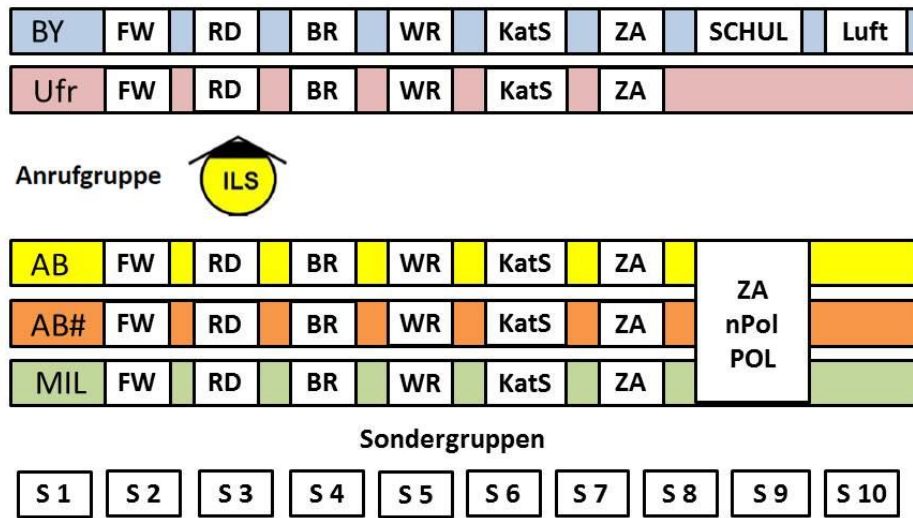 BY FW RD BR WR KatS ZA SCHUL Luft
Ufr FW RD BR WR KatS ZA
Anrufgruppe ILS
AB FW RD BR WR KatS ZA
AB# FW RD BR WR KatS ZA
MIL FW RD BR WR KatS ZA
ZA
nPol
POL
Sondergruppen
S 1 S 2 S 3 S 4 S 5 S 6 S 7 S 8 S 9 S 10